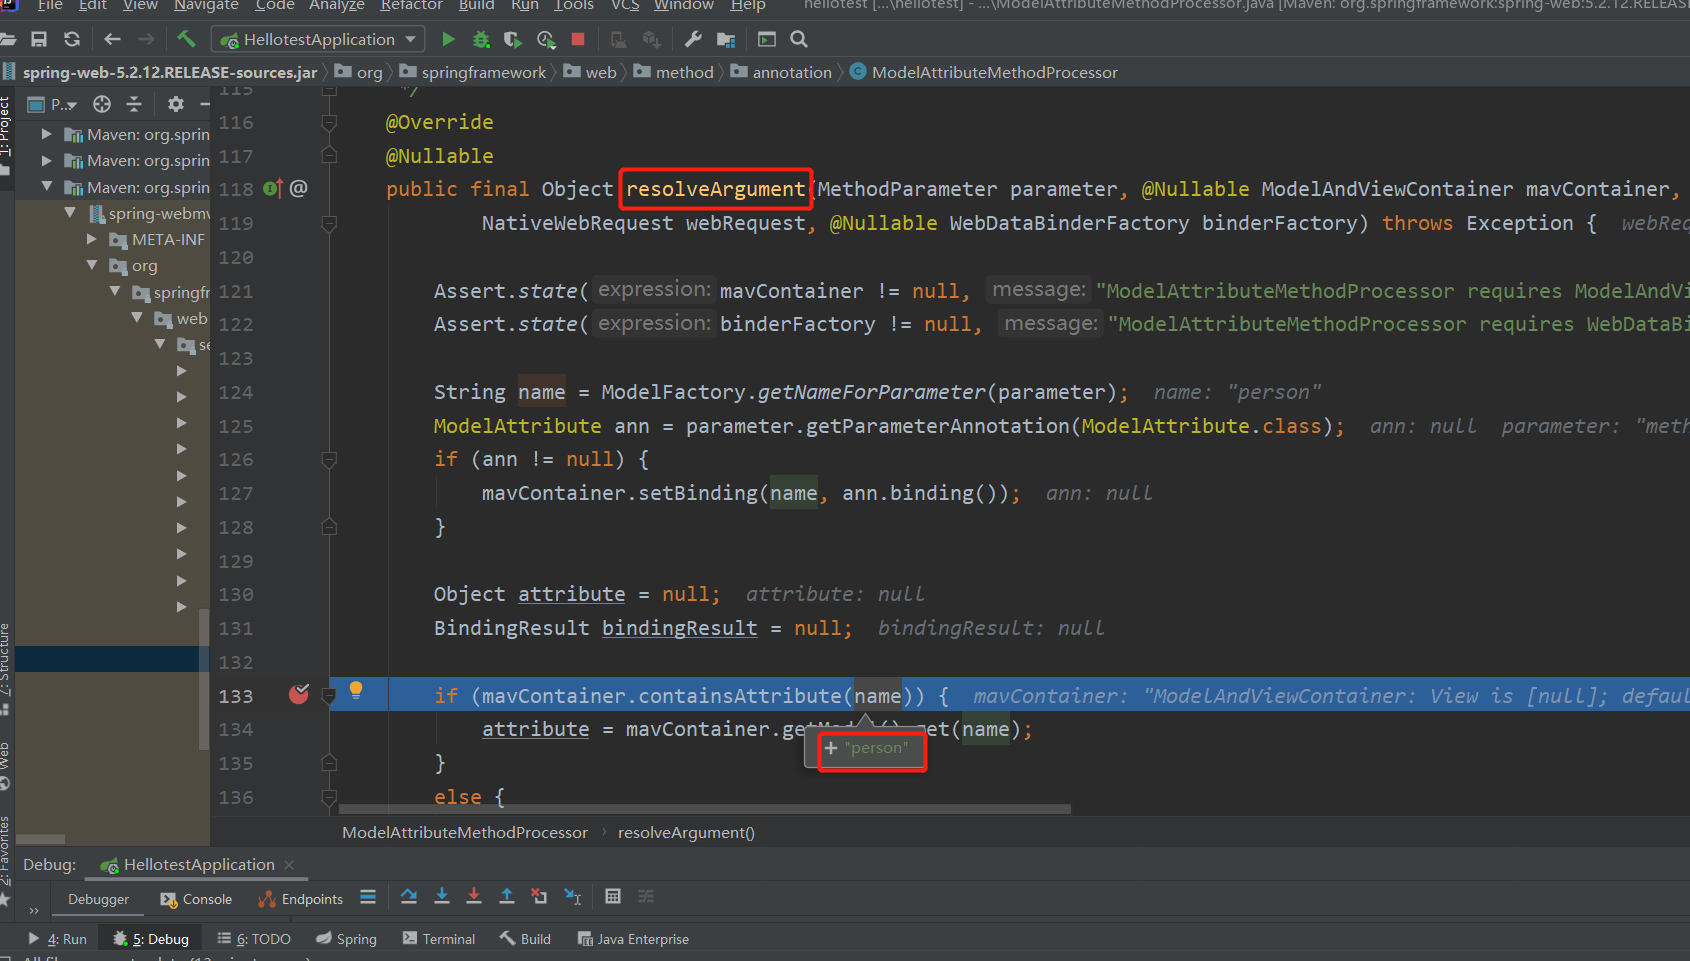 File Edit View Navigate Code Analyze Refactor Build Run Tools VCS Window Help hellotest [...\hellotest] - ...\ModelAttributeMethodProcessor.java [Maven: org.springframework:spring-web:5.2.12.RELEASE
HellotestApplication
spring-web-5.2.12.RELEASE-sources.jar org springframework web method annotation ModelAttributeMethodProcessor
1: Project
P..
Maven: org.sprin
Maven: org.sprin
Maven: org.sprin
spring-webmv
META-INF
org
springfr
web
se
7: Structure
Web
2: Favorites
115 */
116 @Override
117 @Nullable
118 @ public final Object resolveArgument(MethodParameter parameter, @Nullable ModelAndViewContainer mavContainer,
119 NativeWebRequest webRequest, @Nullable WebDataBinderFactory binderFactory) throws Exception { webReq
120
121 Assert.state( expression: mavContainer != null, message: "ModelAttributeMethodProcessor requires ModelAndVi
122 Assert.state( expression: binderFactory != null, message: "ModelAttributeMethodProcessor requires WebDataBi
123
124 String name = ModelFactory.getNameForParameter(parameter); name: "person"
125 ModelAttribute ann = parameter.getParameterAnnotation(ModelAttribute.class); ann: null parameter: "meth
126 if (ann != null) {
127 mavContainer.setBinding(name, ann.binding()); ann: null
128 }
129
130 Object attribute = null; attribute: null
131 BindingResult bindingResult = null; bindingResult: null
132
133 if (mavContainer.containsAttribute(name)) { mavContainer: "ModelAndViewContainer: View is [null]; defaul
134 attribute = mavContainer.getModel().get(name);
+ "person"
135 }
136 else {
ModelAttributeMethodProcessor › resolveArgument()
Debug: HellotestApplication ×
» Debugger Console Endpoints
4: Run 5: Debug 6: TODO Spring Terminal Build Java Enterprise